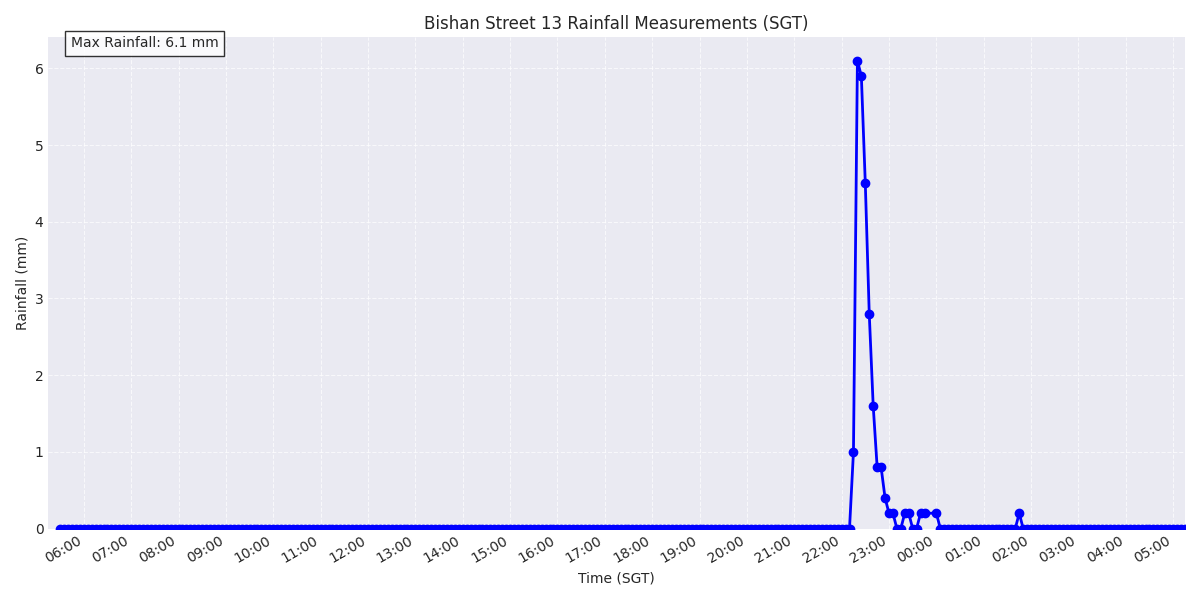 Bishan Street 13 Rainfall Measurements (SGT)
Max Rainfall: 6.1 mm
Rainfall (mm)
6
5
4
3
2
1
0
06:00 07:00 08:00 09:00 10:00 11:00 12:00 13:00 14:00 15:00 16:00 17:00 18:00 19:00 20:00 21:00 22:00 23:00 00:00 01:00 02:00 03:00 04:00 05:00
Time (SGT)